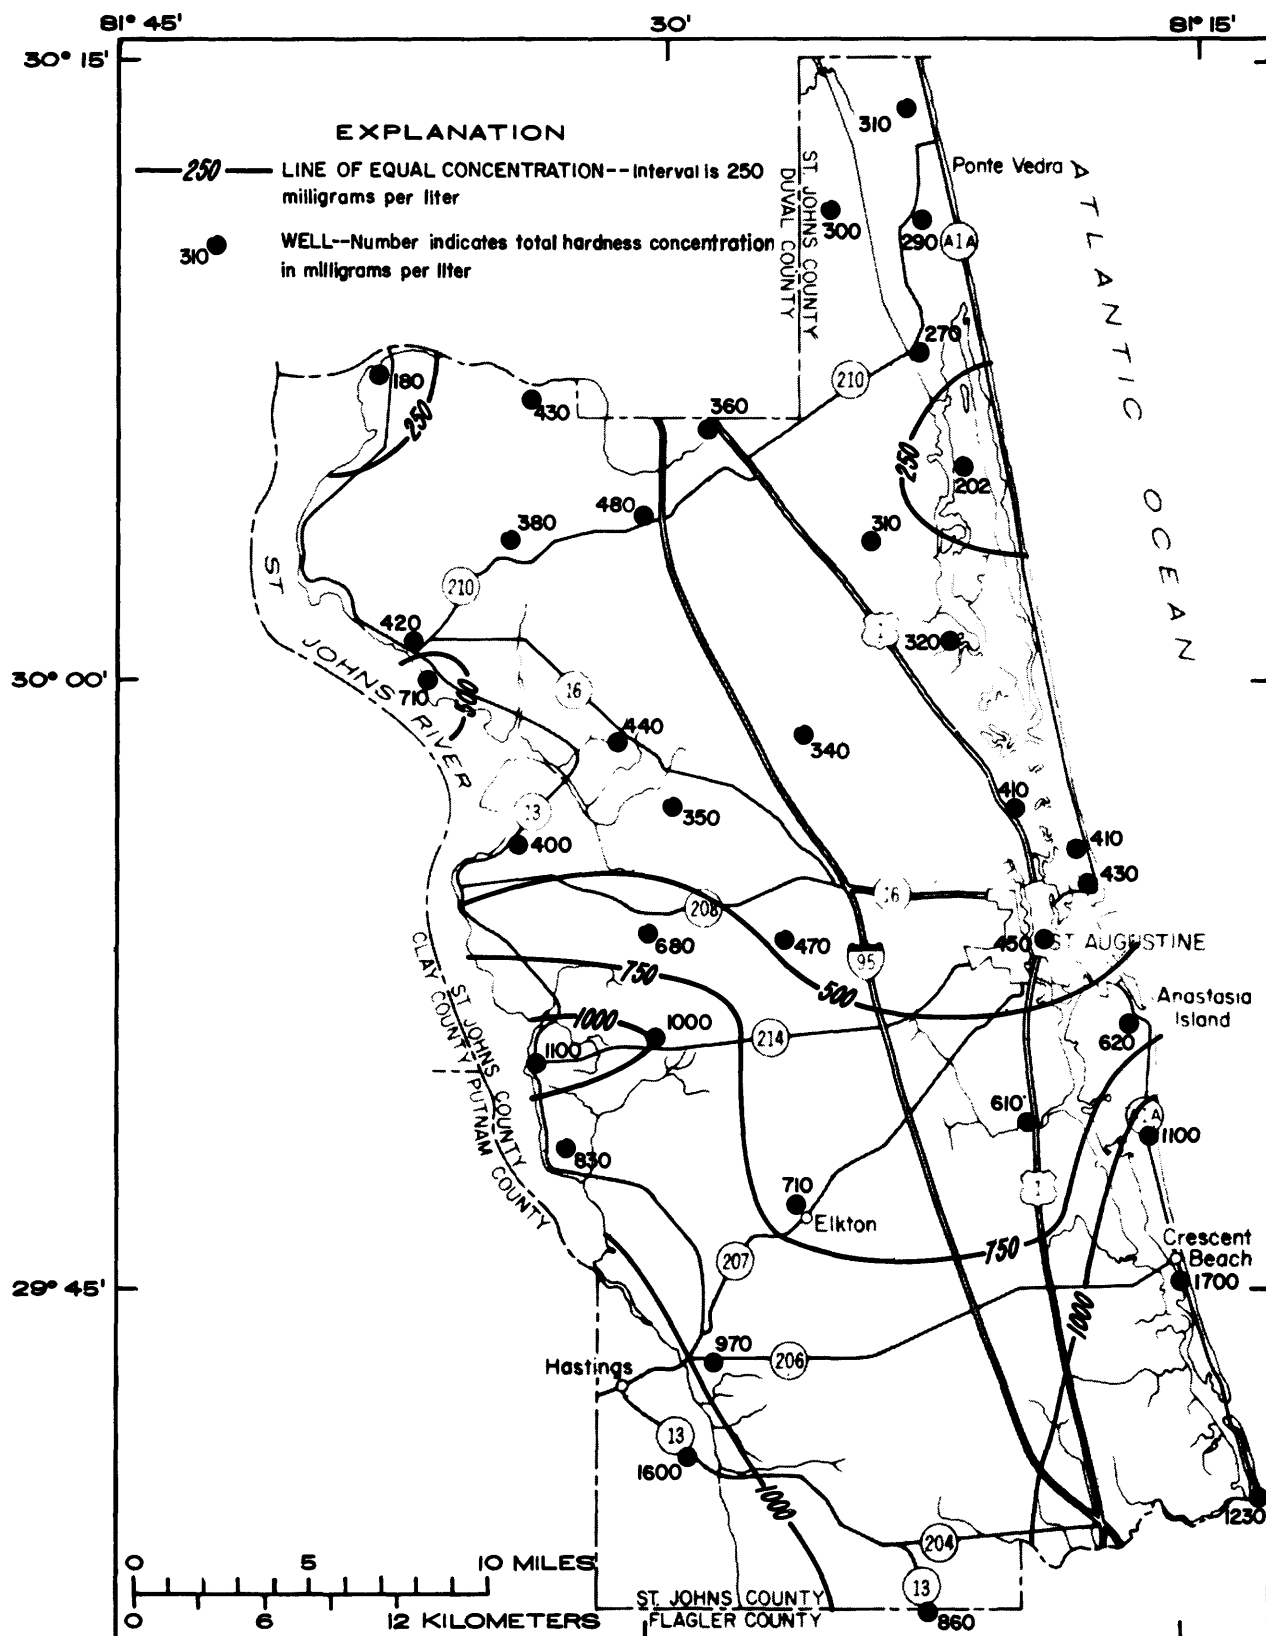 81° 45'
30'
81° 15'
30° 15'
EXPLANATION
250
LINE OF EQUAL CONCENTRATION--Interval is 250
milligrams per liter
310
WELL--Number indicates total hardness concentration
in milligrams per liter
ST JOHNS COUNTY
DUVAL COUNTY
310
Ponte Vedra
ATLANTIC OCEAN
300
290
A1A
270
210
180
250
430
360
250
202
480
380
310
210
420
1
320
30° 00'
ST JOHNS RIVER
710
500
16
440
340
13
350
410
400
410
430
16
208
680
470
450
ST AUGUSTINE
95
750
500
CLAY COUNTY
ST JOHNS COUNTY
PUTNAM COUNTY
Anastasia
Island
1000
1000
214
1100
620
610
A1A
1100
830
710
Elkton
1
750
207
Crescent
Beach
1700
29° 45'
1000
970
206
Hastings
13
1600
1000
1230
204
0 5 10 MILES
0 6 12 KILOMETERS
13
ST. JOHNS COUNTY
FLAGLER COUNTY
860